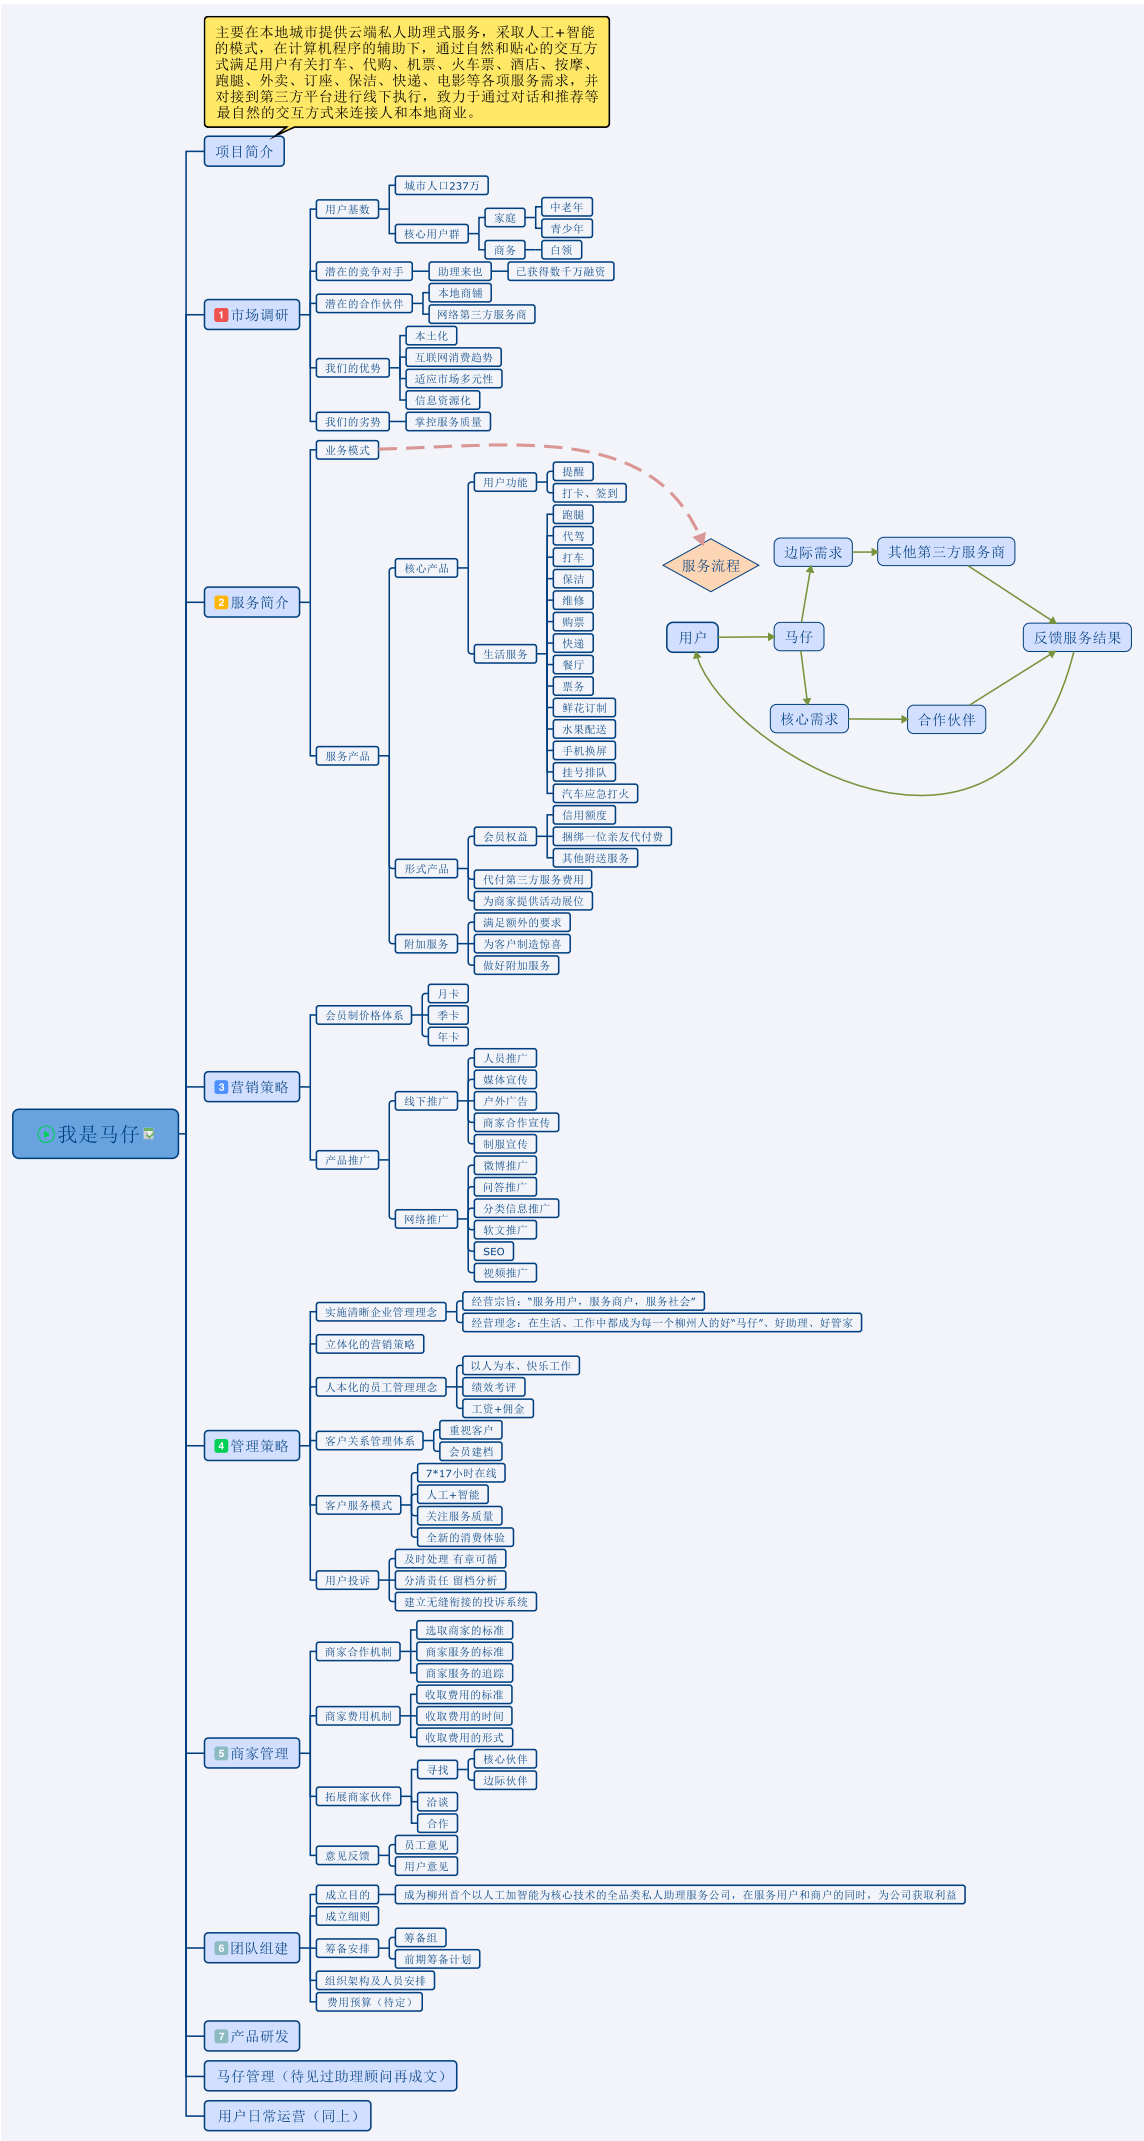 主要在本地城市提供云端私人助理式服务，采取人工+智能
的模式，在计算机程序的辅助下，通过自然和贴心的交互方
式满足用户有关打车、代购、机票、火车票、酒店、按摩、
跑腿、外卖、订座、保洁、快递、电影等各项服务需求，并
对接到第三方平台进行线下执行，致力于通过对话和推荐等
最自然的交互方式来连接人和本地商业。
项目简介
城市人口237万
用户基数
中老年
家庭
青少年
核心用户群
商务
白领
潜在的竞争对手
助理来也
已获得数千万融资
本地商铺
潜在的合作伙伴
网络第三方服务商
1
市场调研
本土化
互联网消费趋势
我们的优势
适应市场多元性
信息资源化
我们的劣势
掌控服务质量
业务模式
提醒
用户功能
打卡、签到
跑腿
代驾
打车
核心产品
保洁
2
服务简介
维修
购票
快递
生活服务
餐厅
票务
鲜花订制
水果配送
手机换屏
服务产品
挂号排队
汽车应急打火
信用额度
会员权益
捆绑一位亲友代付费
其他附送服务
形式产品
代付第三方服务费用
为商家提供活动展位
满足额外的要求
附加服务
为客户制造惊喜
做好附加服务
服务流程
边际需求
其他第三方服务商
用户
马仔
反馈服务结果
核心需求
合作伙伴
月卡
会员制价格体系
季卡
年卡
3
营销策略
人员推广
媒体宣传
线下推广
户外广告
商家合作宣传
制服宣传
我是马仔
产品推广
微博推广
问答推广
分类信息推广
网络推广
软文推广
SEO
视频推广
经营宗旨：“服务用户，服务商户，服务社会”
实施清晰企业管理理念
经营理念：在生活、工作中都成为每一个柳州人的好“马仔”、好助理、好管家
立体化的营销策略
以人为本、快乐工作
人本化的员工管理理念
绩效考评
工资+佣金
重视客户
客户关系管理体系
会员建档
4
管理策略
7*17小时在线
人工+智能
客户服务模式
关注服务质量
全新的消费体验
及时处理 有章可循
用户投诉
分清责任 留档分析
建立无缝衔接的投诉系统
选取商家的标准
商家合作机制
商家服务的标准
商家服务的追踪
收取费用的标准
商家费用机制
收取费用的时间
收取费用的形式
5
商家管理
核心伙伴
寻找
边际伙伴
拓展商家伙伴
洽谈
合作
员工意见
意见反馈
用户意见
成立目的
成为柳州首个以人工加智能为核心技术的全品类私人助理服务公司，在服务用户和商户的同时，为公司获取利益
成立细则
筹备组
6
团队组建
筹备安排
前期筹备计划
组织架构及人员安排
费用预算（待定）
7
产品研发
马仔管理（待见过助理顾问再成文）
用户日常运营（同上）